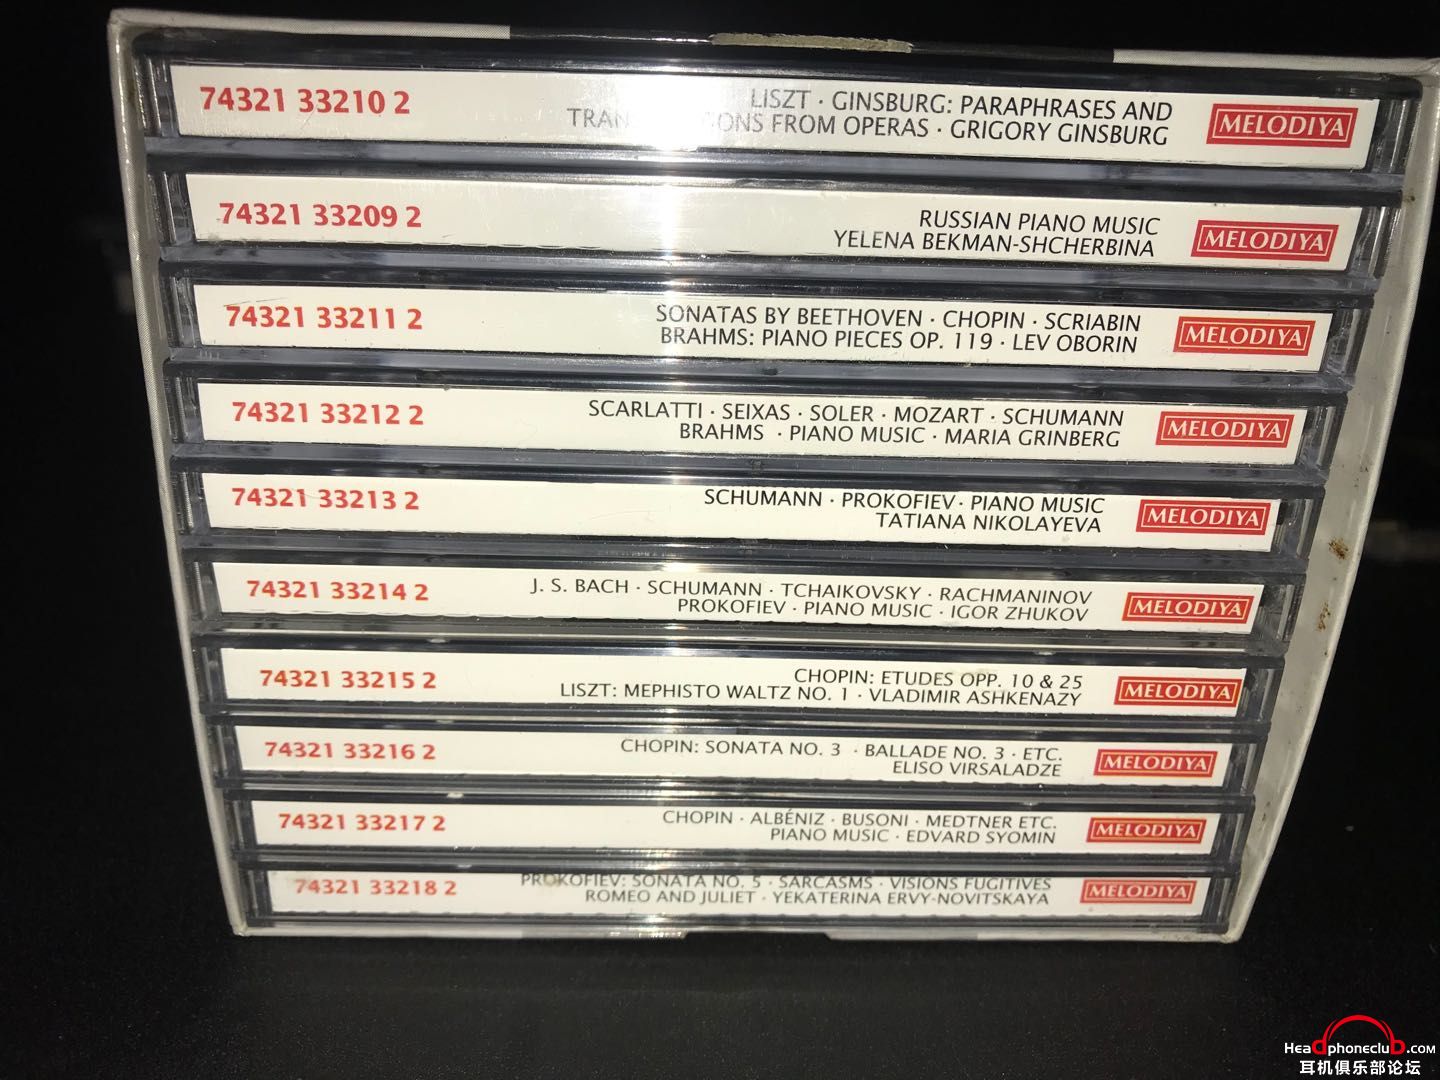 74321 33210 2
LISZT · GINSBURG: PARAPHRASES AND
FROM OPERAS · GRIGORY GINSBURG
MELODIYA
74321 33209 2
RUSSIAN PIANO MUSIC
YELENA BEKMAN-SHCHERBINA
MELODIYA
74321 33211 2
SONATAS BY BEETHOVEN · CHOPIN · SCRIABIN
BRAHMS: PIANO PIECES OP. 119 · LEV OBORIN
MELODIYA
74321 33212 2
SCARLATTI · SEIXAS · SOLER · MOZART · SCHUMANN
BRAHMS · PIANO MUSIC · MARIA GRINBERG
MELODIYA
74321 33213 2
SCHUMANN · PROKOFIEV · PIANO MUSIC
TATIANA NIKOLAYEVA
MELODIYA
74321 33214 2
J. S. BACH · SCHUMANN · TCHAIKOVSKY · RACHMANINOV
PROKOFIEV · PIANO MUSIC · IGOR ZHUKOV
MELODIYA
74321 33215 2
CHOPIN: ETUDES OPP. 10 & 25
LISZT: MEPHISTO WALTZ NO. 1 · VLADIMIR ASHKENAZY
MELODIYA
74321 33216 2
CHOPIN: SONATA NO. 3 · BALLADE NO. 3 · ETC.
ELISO VIRSALADZE
MELODIYA
74321 33217 2
CHOPIN · ALBÉNIZ · BUSONI · MEDTNER ETC.
PIANO MUSIC · EDVARD SYOMIN
MELODIYA
74321 33218 2
PROKOFIEV: SONATA NO. 5 · SARCASMS · VISIONS FUGITIVES
ROMEO AND JULIET · YEKATERINA ERVY-NOVITSKAYA
MELODIYA
HeadphoneclubD.com
耳机俱乐部论坛